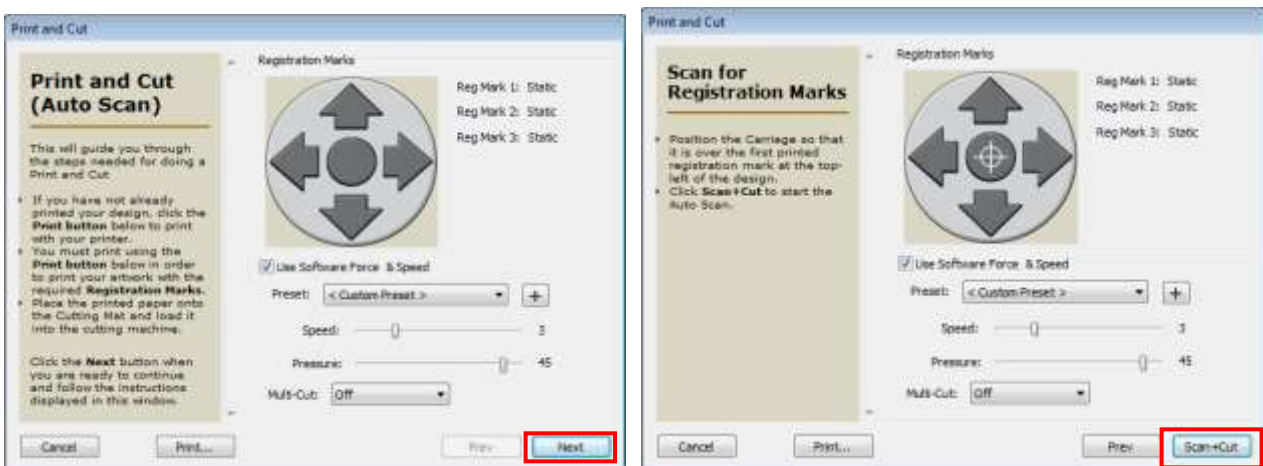 Print and Cut
Print and Cut
(Auto Scan)
This will guide you through
the steps needed for doing a
Print and Cut
If you have not already
printed your design, click the
Print button below to print
with your printer.
You must print using the
Print button below in order
to print your artwork with the
required Registration Marks.
Place the printed paper onto
the Cutting Mat and load it
into the cutting machine.
Click the Next button when
you are ready to continue
and follow the instructions
displayed in this window.
Registration Marks
Reg Mark 1: Static
Reg Mark 2: Static
Reg Mark 3: Static
Use Software Force & Speed
Preset: < Custom Preset > +
Speed: 3
Pressure: 45
Multi-Cut: Off
Cancel Print... Prev Next
Print and Cut
Scan for
Registration Marks
Position the Carriage so that
it is over the first printed
registration mark at the top-
left of the design.
Click Scan+Cut to start the
Auto Scan.
Registration Marks
Reg Mark 1: Static
Reg Mark 2: Static
Reg Mark 3: Static
Use Software Force & Speed
Preset: < Custom Preset > +
Speed: 3
Pressure: 45
Multi-Cut: Off
Cancel Print... Prev Scan+Cut